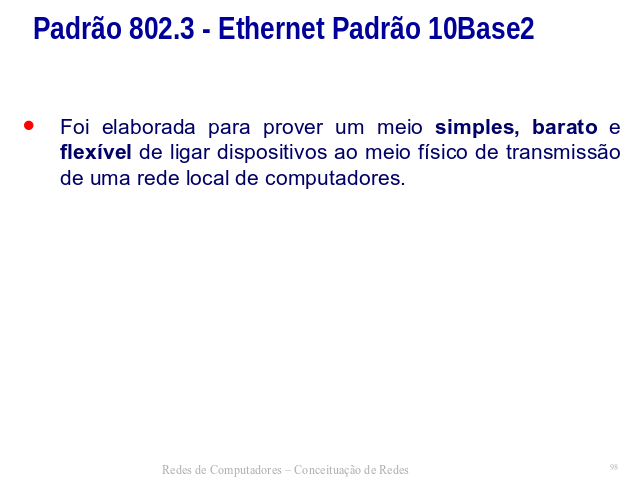 Padrão 802.3 - Ethernet Padrão 10Base2
Foi elaborada para prover um meio simples, barato e
flexível de ligar dispositivos ao meio físico de transmissão
de uma rede local de computadores.
Redes de Computadores – Conceituação de Redes
98